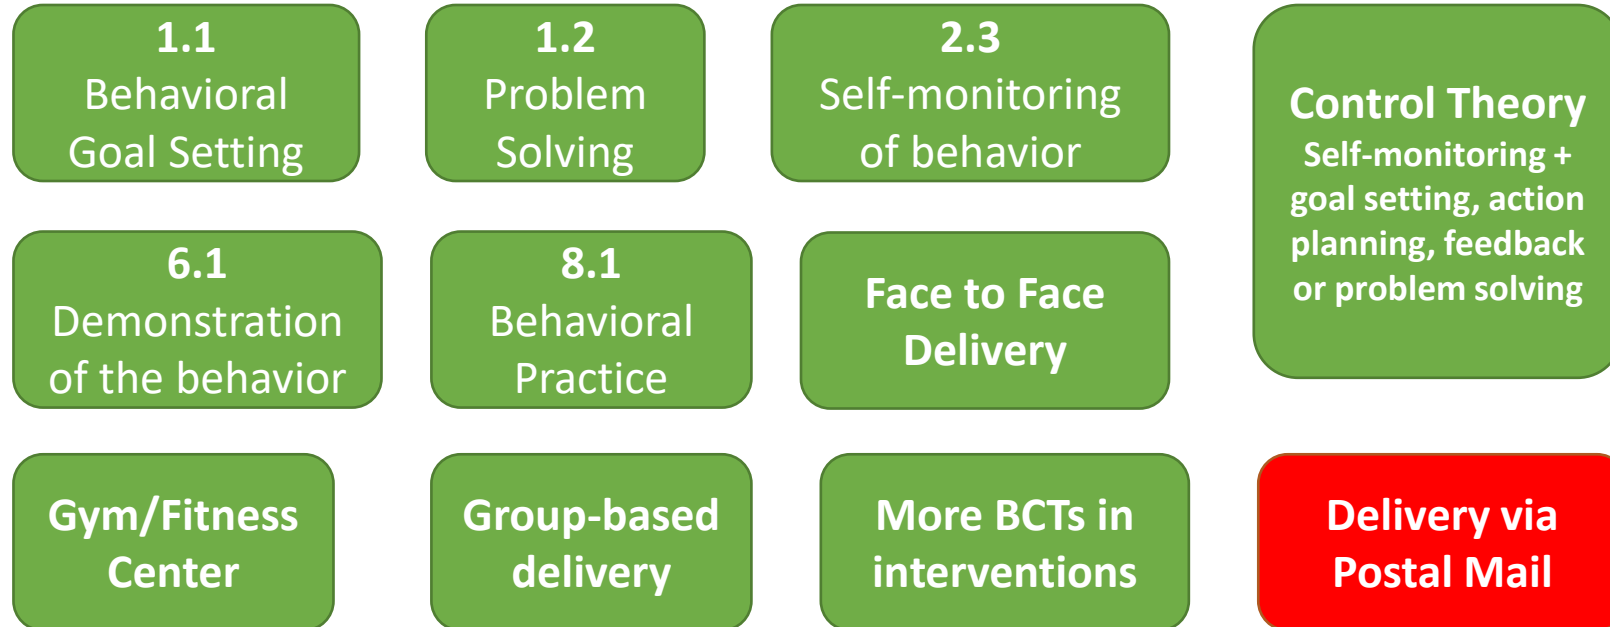 1.1
Behavioral
Goal Setting
1.2
Problem
Solving
2.3
Self-monitoring
of behavior
Control Theory
Self-monitoring +
goal setting, action
planning, feedback
or problem solving
6.1
Demonstration
of the behavior
8.1
Behavioral
Practice
Face to Face
Delivery
Gym/Fitness
Center
Group-based
delivery
More BCTs in
interventions
Delivery via
Postal Mail